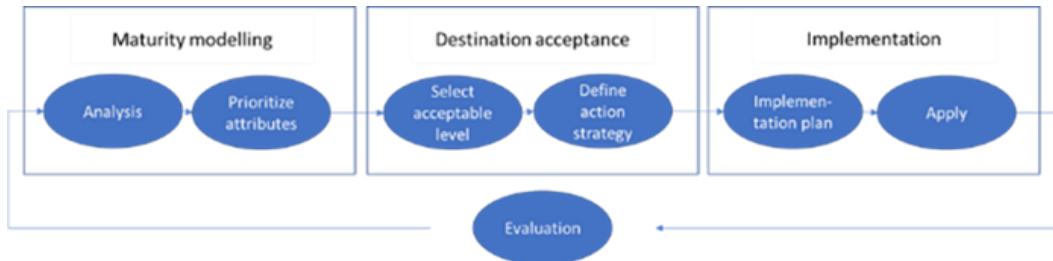 Maturity modelling
Analysis
Prioritize
attributes
Destination acceptance
Select
acceptable
level
Define
action
strategy
Implementation
Implemen-
tation plan
Apply
Evaluation